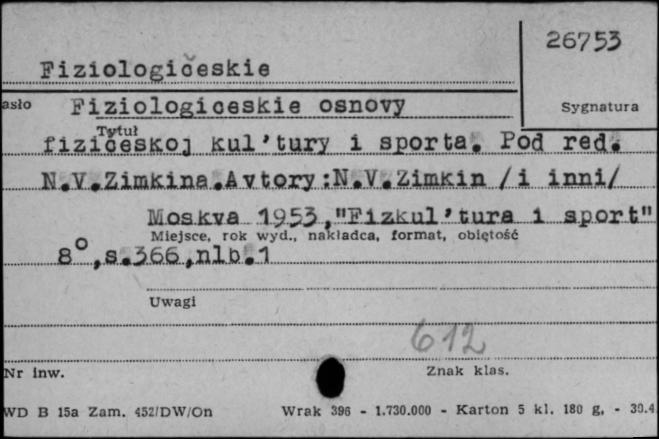 26753
Fiziologičeskie
asło Fiziologiceskie osnovy Sygnatura
Tytuł
fizičeskoj kul'tury i sporta. Pod red.
N.V.Zimkina.Avtory:N.V.Zimkin /i inni/
Moskva 1953,"Fizkul'tura i sport"
Miejsce, rok wyd., nakładca, format, objętość
8°,s.366,nlb.1
Uwagi
612
Nr inw. Znak klas.
WD B 15a Zam. 452/DW/On Wrak 396 - 1.730.000 - Karton 5 kl. 180 g, - 30.4